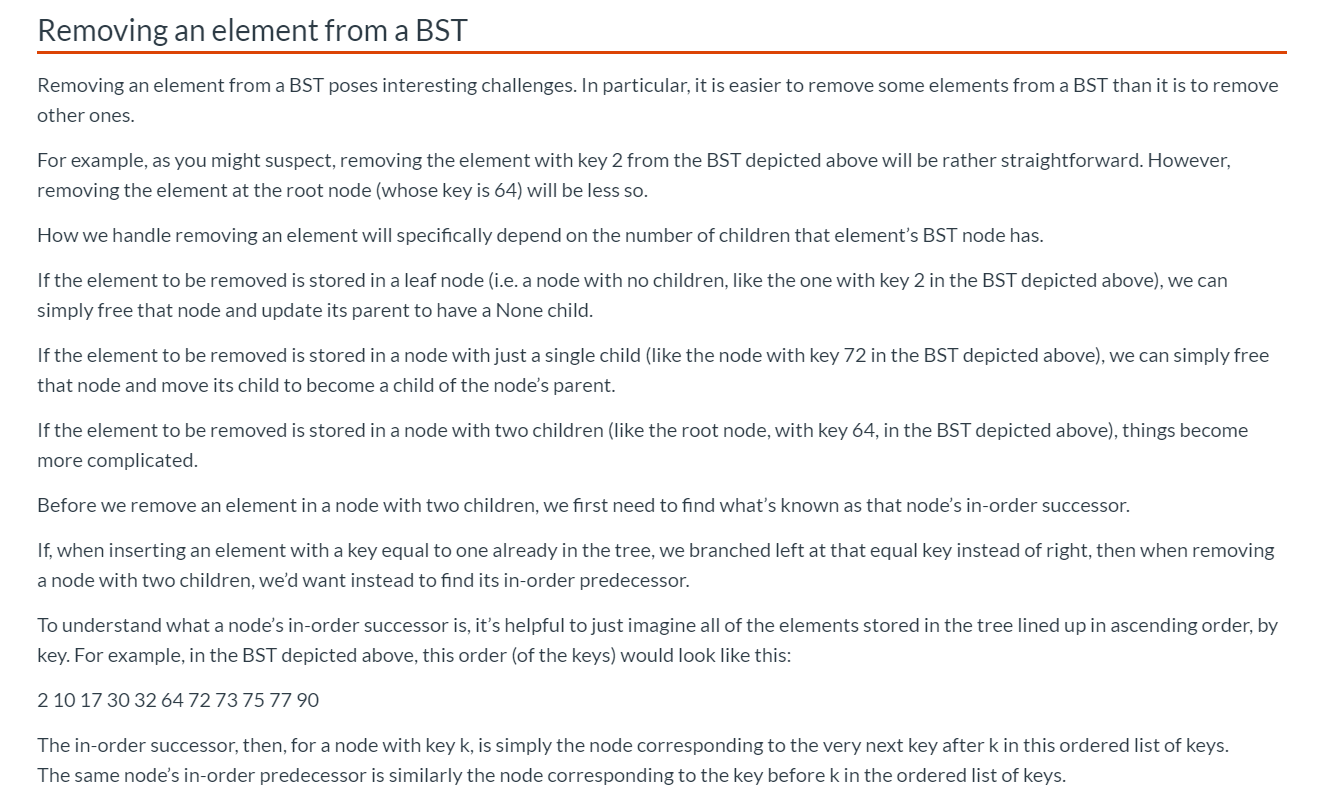 Removing an element from a BST
Removing an element from a BST poses interesting challenges. In particular, it is easier to remove some elements from a BST than it is to remove
other ones.
For example, as you might suspect, removing the element with key 2 from the BST depicted above will be rather straightforward. However,
removing the element at the root node (whose key is 64) will be less so.
How we handle removing an element will specifically depend on the number of children that element’s BST node has.
If the element to be removed is stored in a leaf node (i.e. a node with no children, like the one with key 2 in the BST depicted above), we can
simply free that node and update its parent to have a None child.
If the element to be removed is stored in a node with just a single child (like the node with key 72 in the BST depicted above), we can simply free
that node and move its child to become a child of the node’s parent.
If the element to be removed is stored in a node with two children (like the root node, with key 64, in the BST depicted above), things become
more complicated.
Before we remove an element in a node with two children, we first need to find what’s known as that node’s in-order successor.
If, when inserting an element with a key equal to one already in the tree, we branched left at that equal key instead of right, then when removing
a node with two children, we’d want instead to find its in-order predecessor.
To understand what a node’s in-order successor is, it’s helpful to just imagine all of the elements stored in the tree lined up in ascending order, by
key. For example, in the BST depicted above, this order (of the keys) would look like this:
2 10 17 30 32 64 72 73 75 77 90
The in-order successor, then, for a node with key k, is simply the node corresponding to the very next key after k in this ordered list of keys.
The same node’s in-order predecessor is similarly the node corresponding to the key before k in the ordered list of keys.